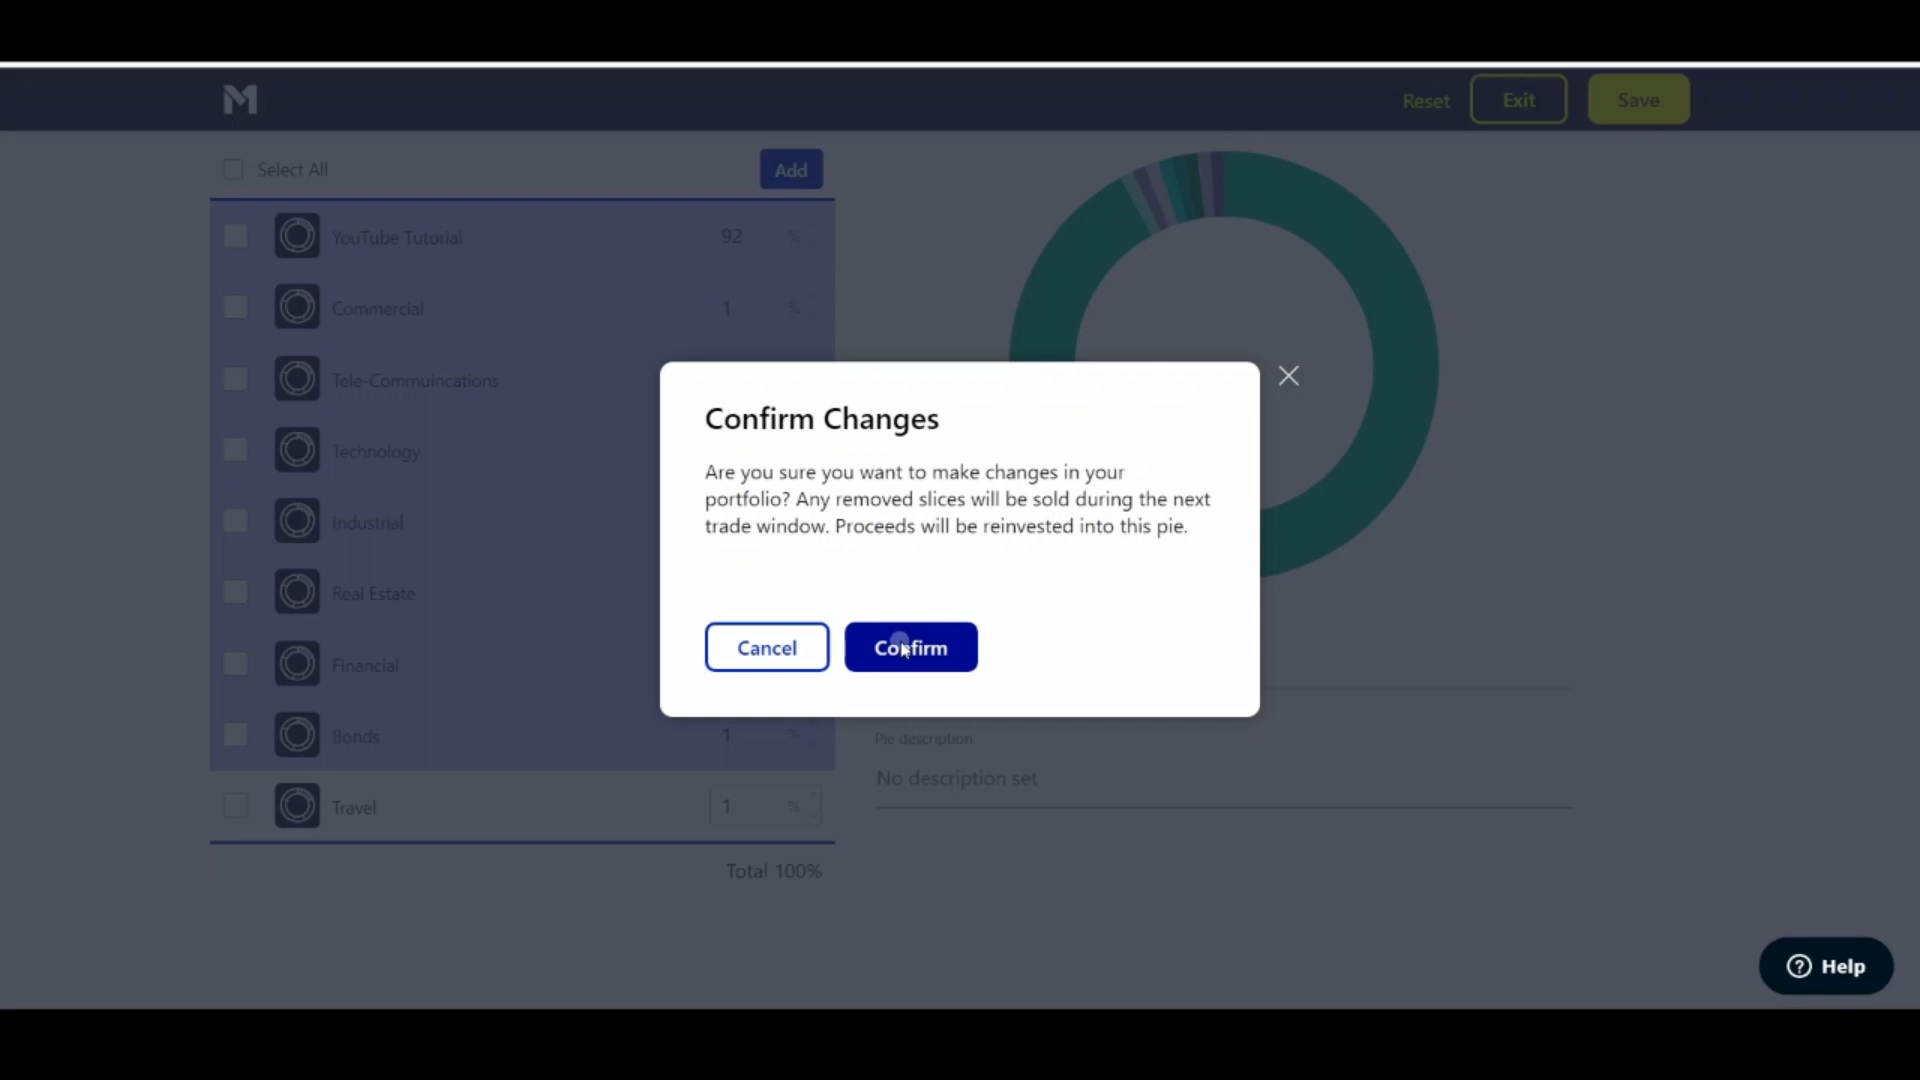 M
Reset
Exit
Save
Select All
Add
YouTube Tutorial 92 %
Commercial 1 %
Tele-Commuincations
Technology
Industrial
Real Estate
Financial
Bonds 1 %
Travel 1 %
Total 100%
Confirm Changes
Are you sure you want to make changes in your
portfolio? Any removed slices will be sold during the next
trade window. Proceeds will be reinvested into this pie.
Cancel
Confirm
Pie description
No description set
? Help